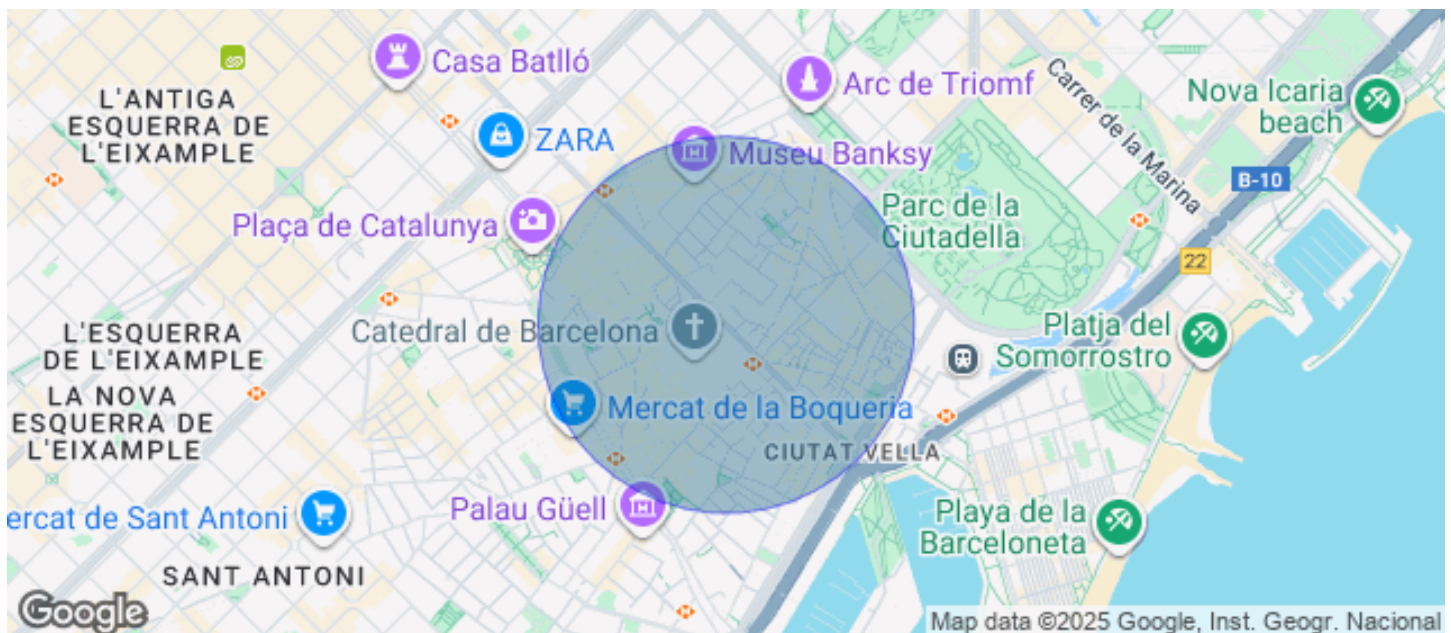 Casa Batlló
Arc de Triomf
Nova Icaria
beach
L'ANTIGA
ESQUERRA DE
L'EIXAMPLE
Carrer de la Marina
ZARA
Museu Banksy
B-10
Plaça de Catalunya
Parc de la
Ciutadella
22
Catedral de Barcelona
L'ESQUERRA
DE L'EIXAMPLE
Platja del
Somorrostro
LA NOVA
ESQUERRA DE
L'EIXAMPLE
Mercat de la Boqueria
CIUTAT VELLA
Palau Güell
ercat de Sant Antoni
Playa de la
Barceloneta
SANT ANTONI
Google
Map data ©2025 Google, Inst. Geogr. Nacional